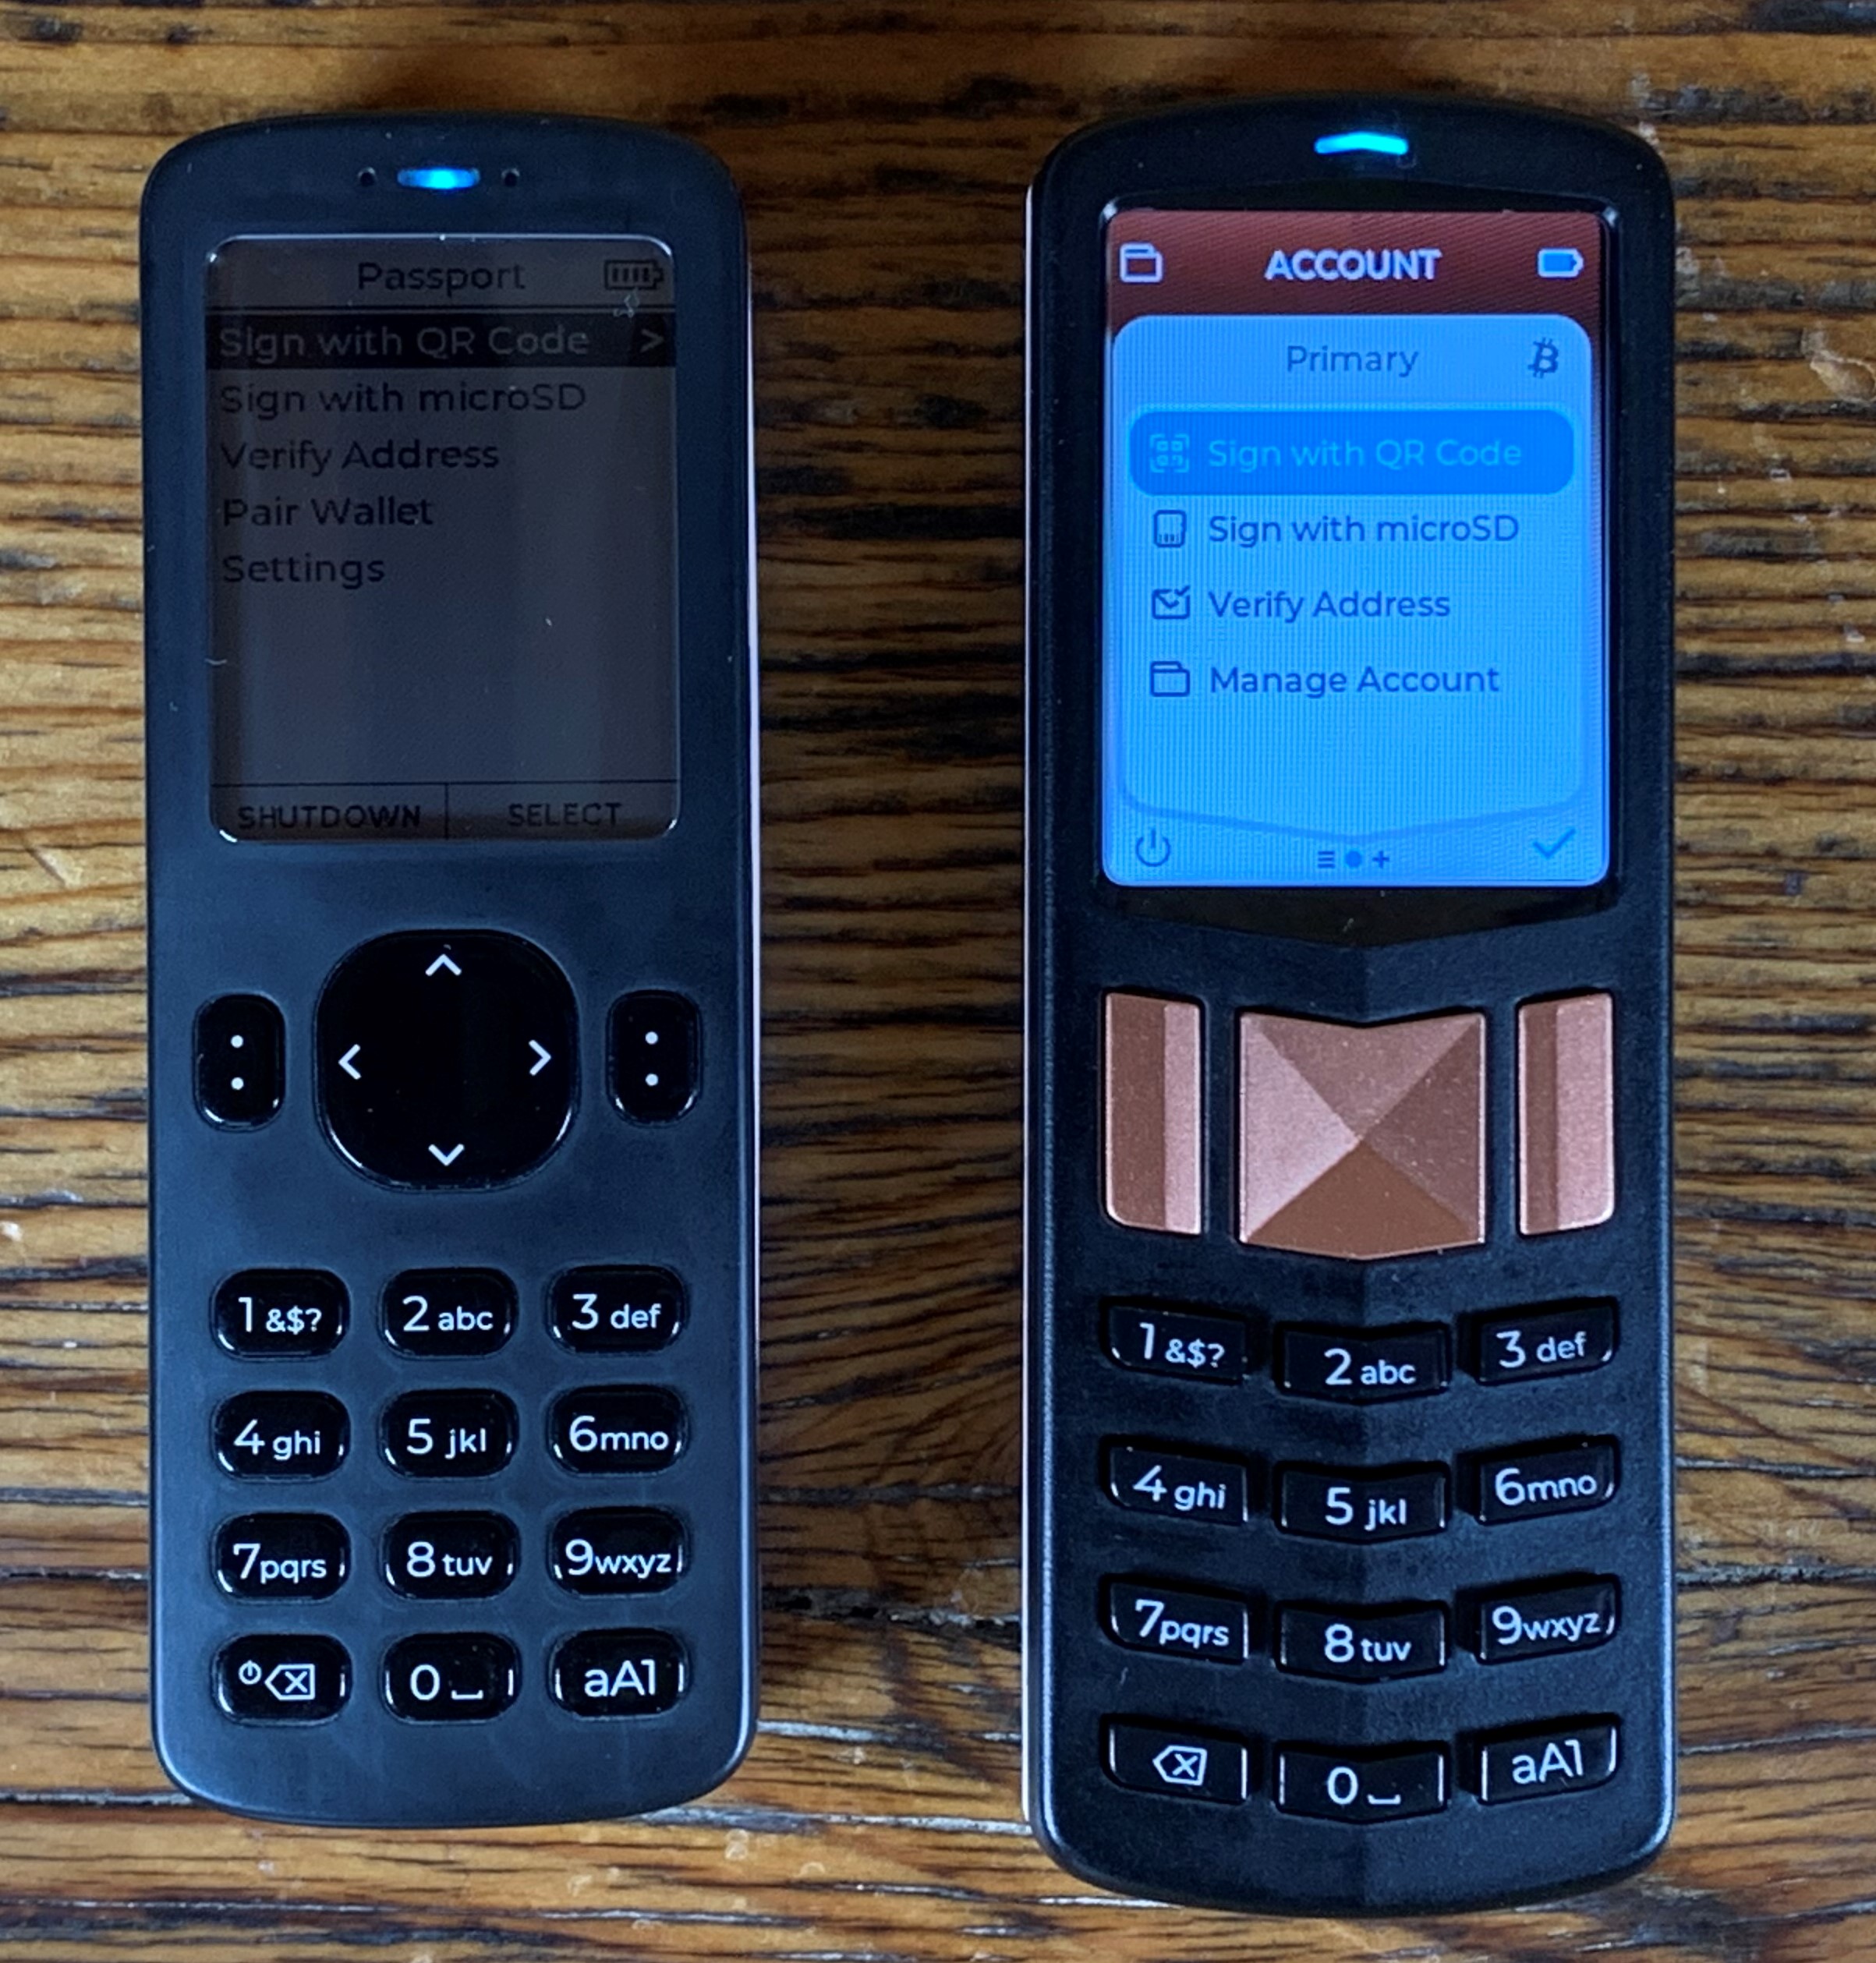 Passport
Sign with QR Code >
Sign with microSD
Verify Address
Pair Wallet
Settings
SHUTDOWN SELECT
1 &$? 2 abc 3 def
4 ghi 5 jkl 6 mno
7 pqrs 8 tuv 9 wxyz
0 aA1
ACCOUNT
Primary
Sign with QR Code
Sign with microSD
Verify Address
Manage Account
1 &$? 2 abc 3 def
4 ghi 5 jkl 6 mno
7 pqrs 8 tuv 9 wxyz
0 aA1